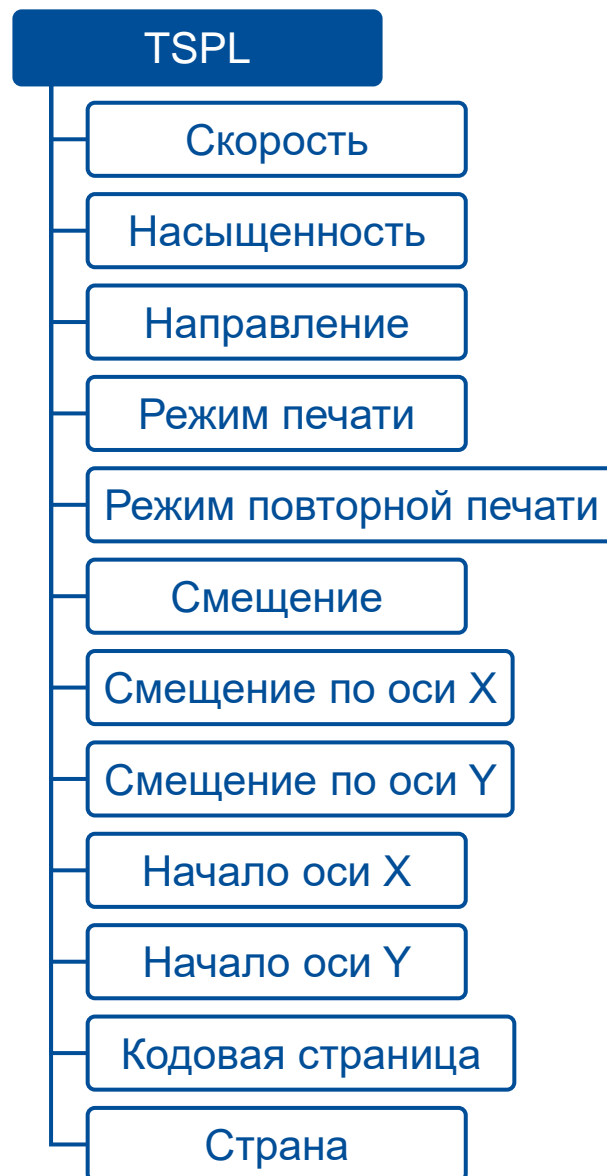 TSPL
Скорость
Насыщенность
Направление
Режим печати
Режим повторной печати
Смещение
Смещение по оси X
Смещение по оси Y
Начало оси X
Начало оси Y
Кодовая страница
Страна